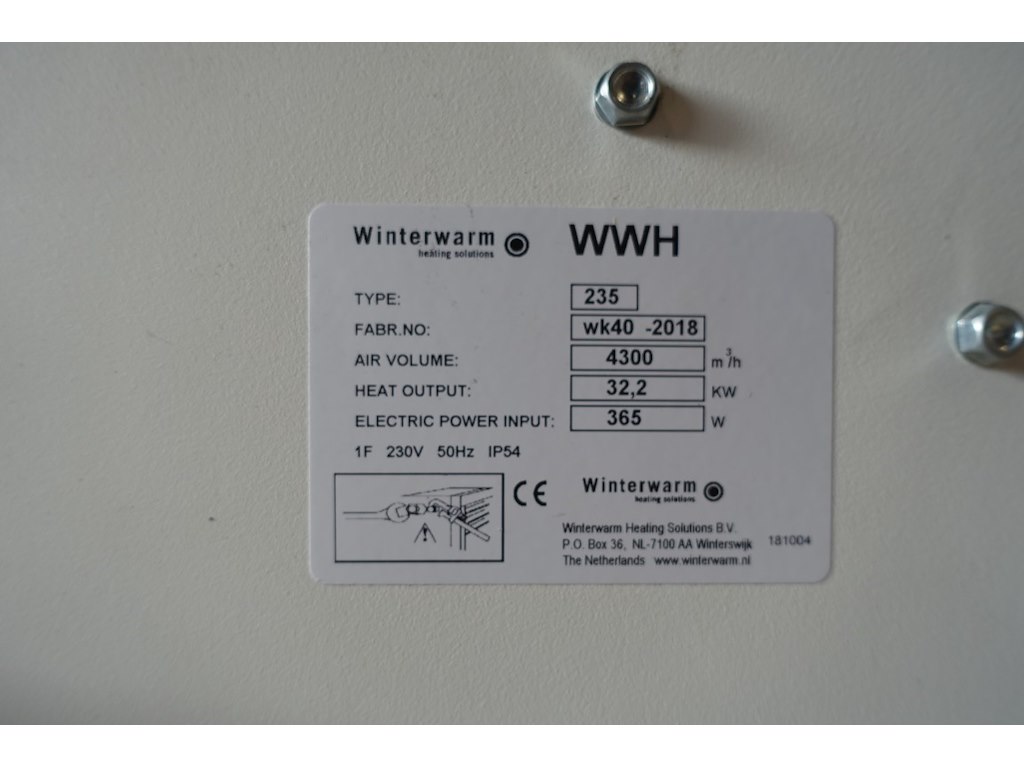 Winterwarm WWH
heating solutions
TYPE: 235
FABR.NO: wk40 -2018
AIR VOLUME: 4300 m³/h
HEAT OUTPUT: 32,2 KW
ELECTRIC POWER INPUT: 365 W
1F 230V 50Hz IP54
CE Winterwarm
heating solutions
Winterwarm Heating Solutions B.V.
P.O. Box 36, NL-7100 AA Winterswijk 181004
The Netherlands www.winterwarm.nl